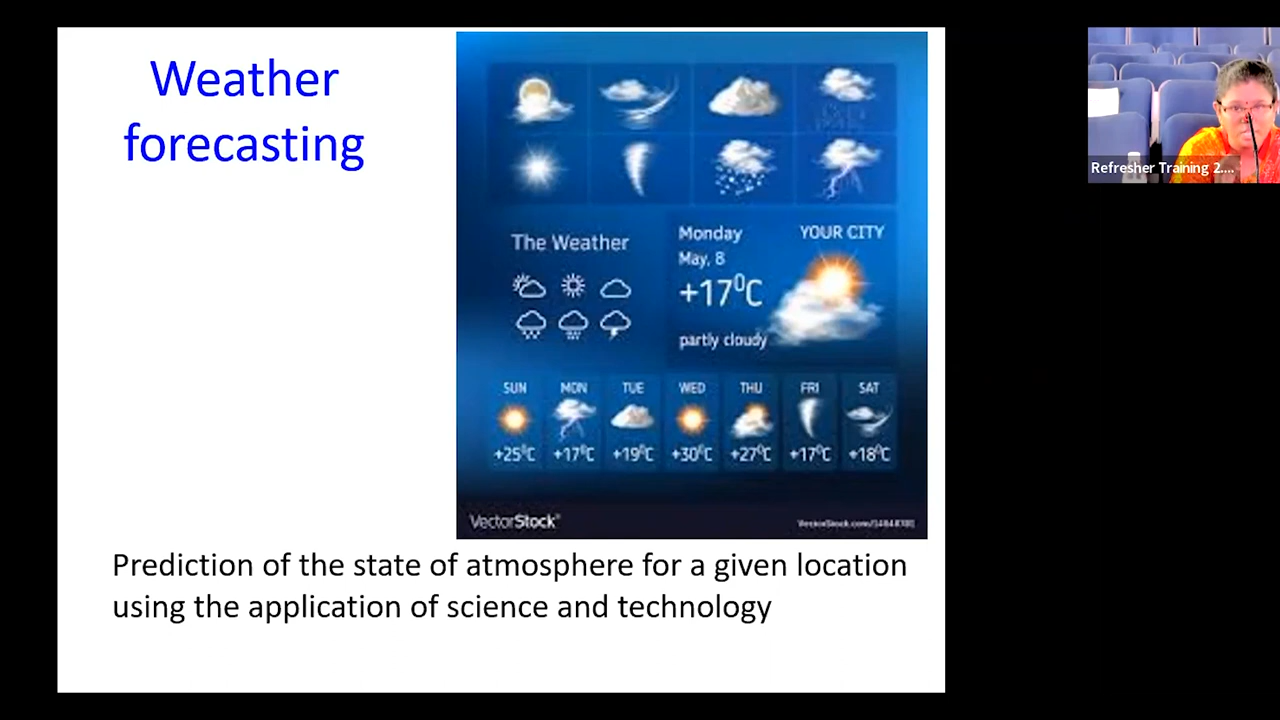 Weather
forecasting
The Weather
Monday
May, 8
+17°C
partly cloudy
YOUR CITY
SUN MON TUE WED THU FRI SAT
+25°C +17°C +19°C +30°C +27°C +17°C +18°C
VectorStock®
Prediction of the state of atmosphere for a given location
using the application of science and technology
Refresher Training 2....